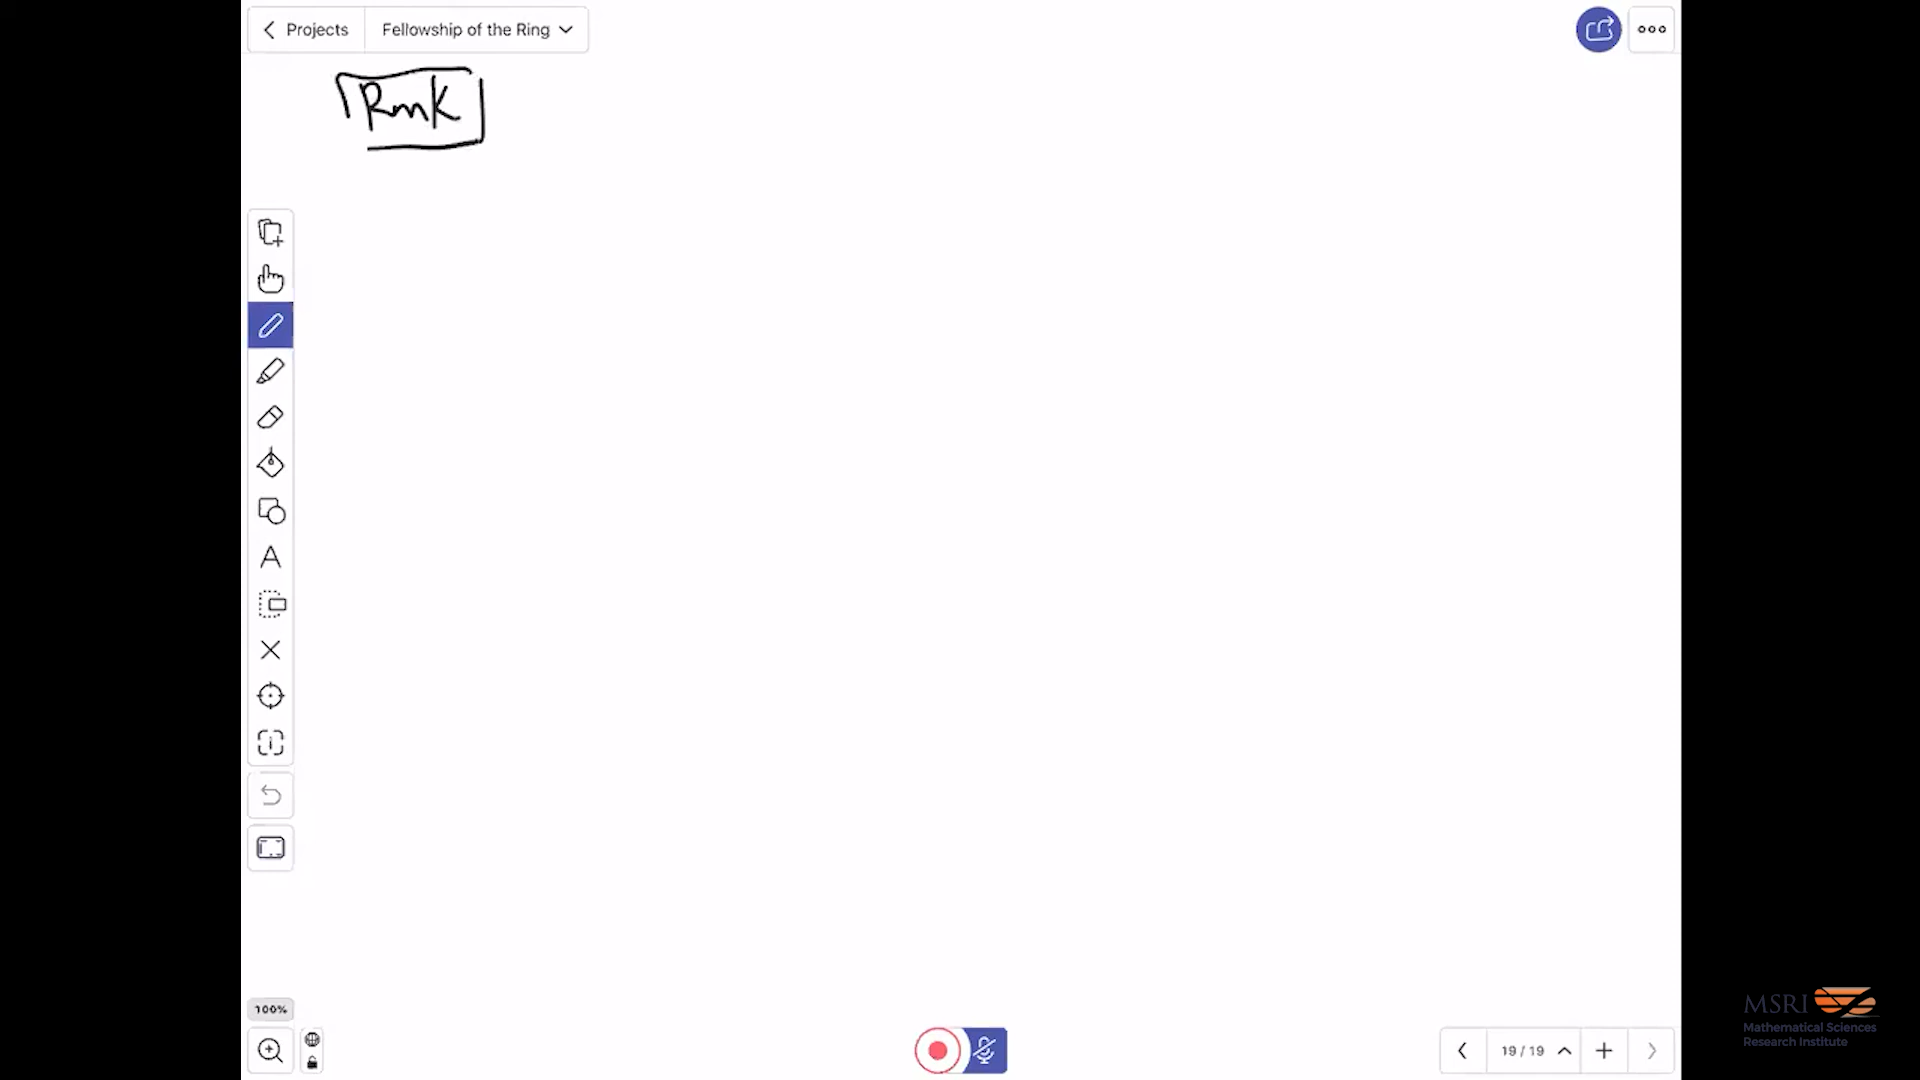 Projects
Fellowship of the Ring
Rmk
A
100%
19 / 19
MSRI
Mathematical Sciences
Research Institute